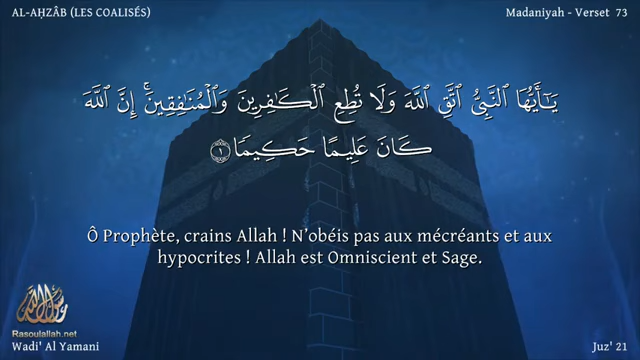 AL-AḤZÂB (LES COALISÉS)
Madaniyah - Verset 73
يَـٰٓأَيُّهَا ٱلنَّبِىُّ ٱتَّقِ ٱللَّهَ وَلَا تُطِعِ ٱلْكَـٰفِرِينَ وَٱلْمُنَـٰفِقِينَ ۗ إِنَّ ٱللَّهَ
كَانَ عَلِيمًا حَكِيمًا ١
Ô Prophète, crains Allah ! N’obéis pas aux mécréants et aux
hypocrites ! Allah est Omniscient et Sage.
رسول الله
Rasoulallah.net
Wadi' Al Yamani
Juz' 21